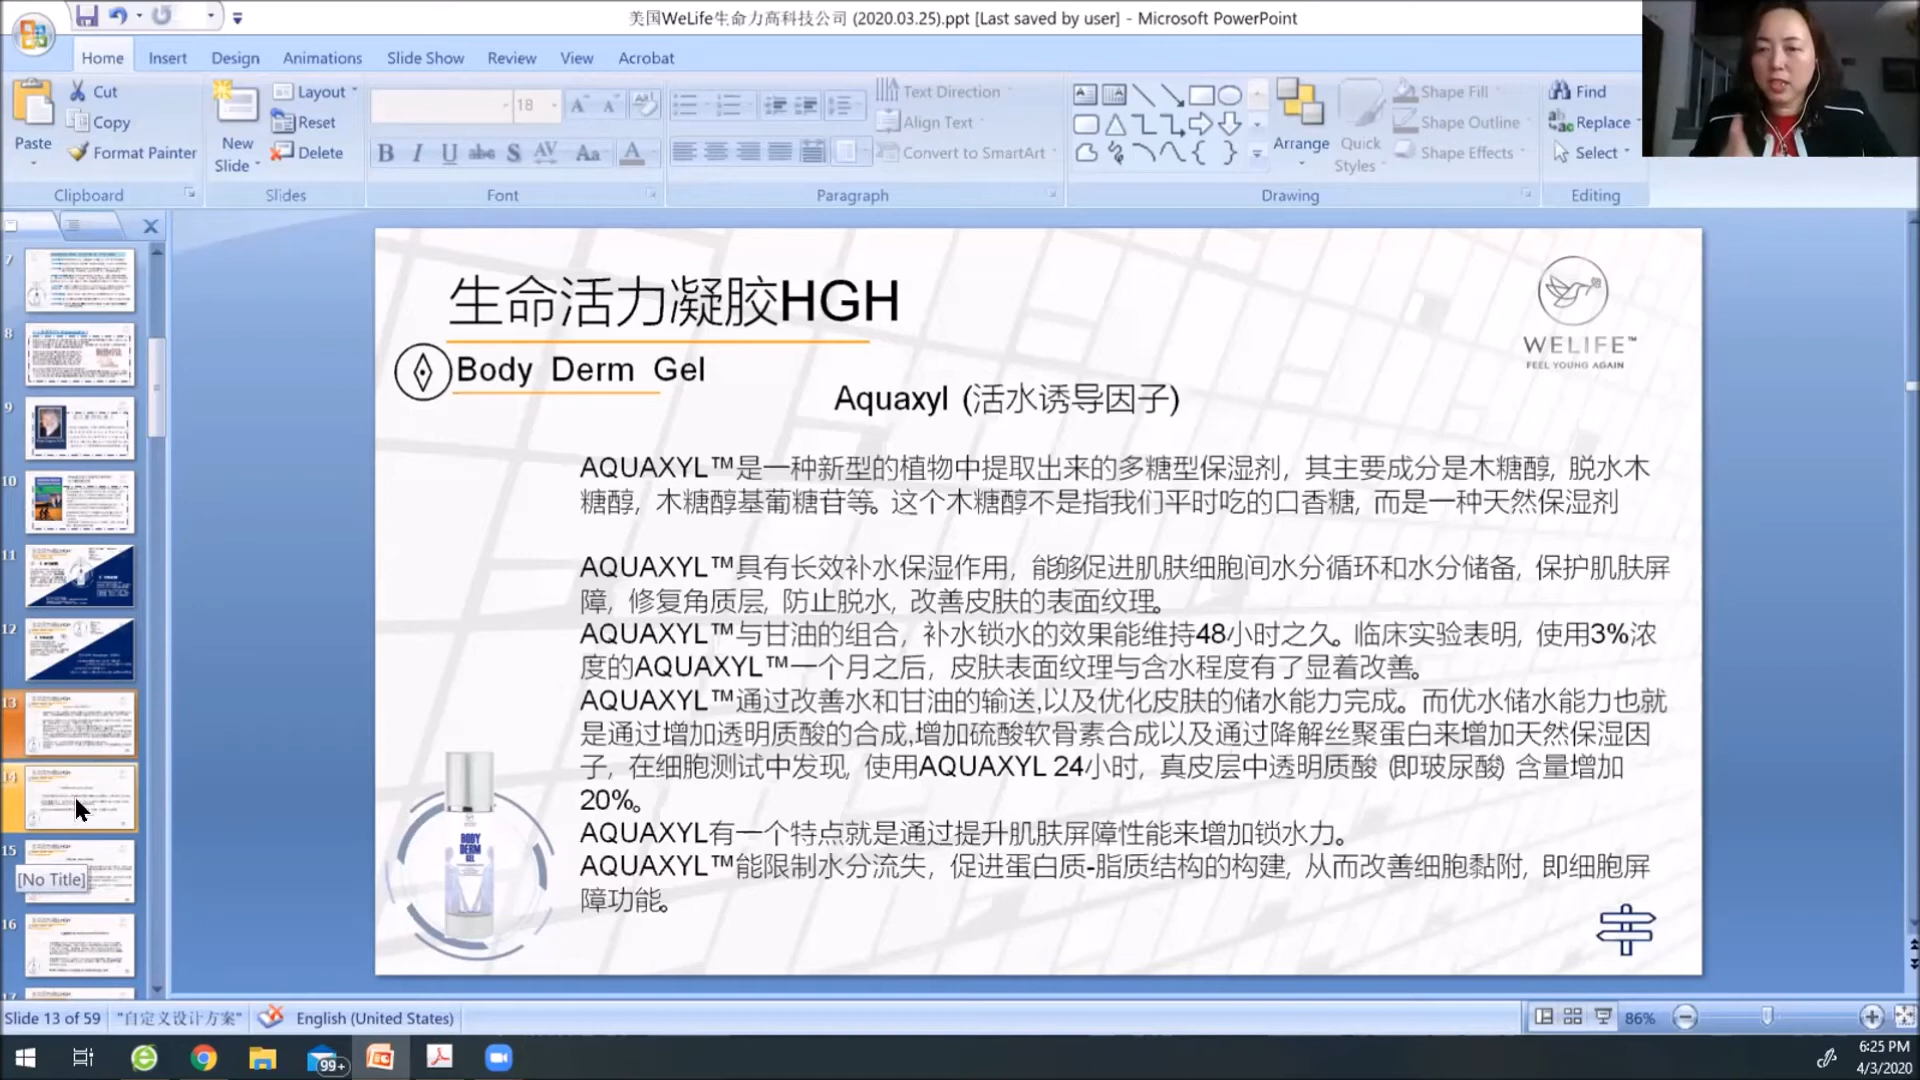 美国WeLife生命力高科技公司 (2020.03.25).ppt [Last saved by user] - Microsoft PowerPoint
Home Insert Design Animations Slide Show Review View Acrobat
Paste
Cut
Copy
Format Painter
Clipboard
New Slide
Layout
Reset
Delete
Slides
18
B I U abc S AV Aa A
Font
Text Direction
Align Text
Convert to SmartArt
Paragraph
Arrange
Quick Styles
Shape Fill
Shape Outline
Shape Effects
Drawing
Find
Replace
Select
Editing
7
8
9
10
11
12
13
14
15
[No Title]
16
17
生命活力凝胶HGH
Body Derm Gel
WELIFE™
FEEL YOUNG AGAIN
Aquaxyl (活水诱导因子)
AQUAXYL™是一种新型的植物中提取出来的多糖型保湿剂，其主要成分是木糖醇, 脱水木
糖醇，木糖醇基葡糖苷等。这个木糖醇不是指我们平时吃的口香糖, 而是一种天然保湿剂
AQUAXYL™具有长效补水保湿作用，能够促进肌肤细胞间水分循环和水分储备, 保护肌肤屏
障，修复角质层, 防止脱水, 改善皮肤的表面纹理。
AQUAXYL™与甘油的组合，补水锁水的效果能维持48小时之久。临床实验表明, 使用3%浓
度的AQUAXYL™一个月之后，皮肤表面纹理与含水程度有了显着改善。
AQUAXYL™通过改善水和甘油的输送,以及优化皮肤的储水能力完成。而优水储水能力也就
是通过增加透明质酸的合成,增加硫酸软骨素合成以及通过降解丝聚蛋白来增加天然保湿因
子，在细胞测试中发现, 使用AQUAXYL 24小时，真皮层中透明质酸 (即玻尿酸) 含量增加
20%。
AQUAXYL有一个特点就是通过提升肌肤屏障性能来增加锁水力。
AQUAXYL™能限制水分流失，促进蛋白质-脂质结构的构建, 从而改善细胞黏附，即细胞屏
障功能。
BODY
DERM
GEL
Slide 13 of 59
"自定义设计方案"
English (United States)
86%
99+
6:25 PM
4/3/2020